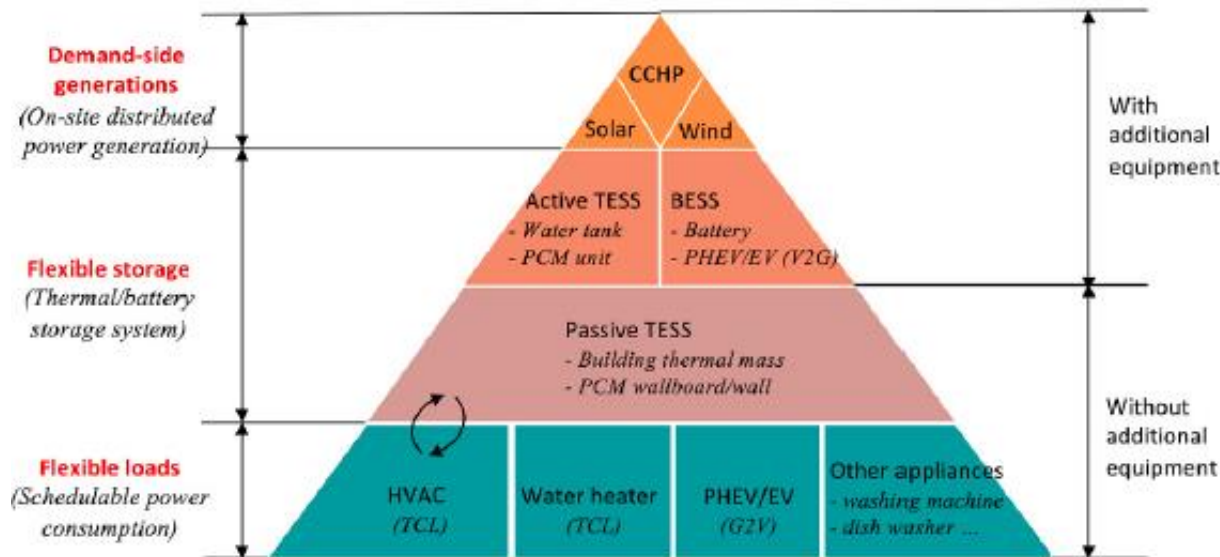 Demand-side
generations
(On-site distributed
power generation)
Flexible storage
(Thermal/battery
storage system)
Flexible loads
(Schedulable power
consumption)
CCHP
Solar
Wind
Active TESS
- Water tank
- PCM unit
BESS
- Battery
- PHEV/EV (V2G)
Passive TESS
- Building thermal mass
- PCM wallboard/wall
HVAC
(TCL)
Water heater
(TCL)
PHEV/EV
(G2V)
Other appliances
- washing machine
- dish washer ...
With
additional
equipment
Without
additional
equipment